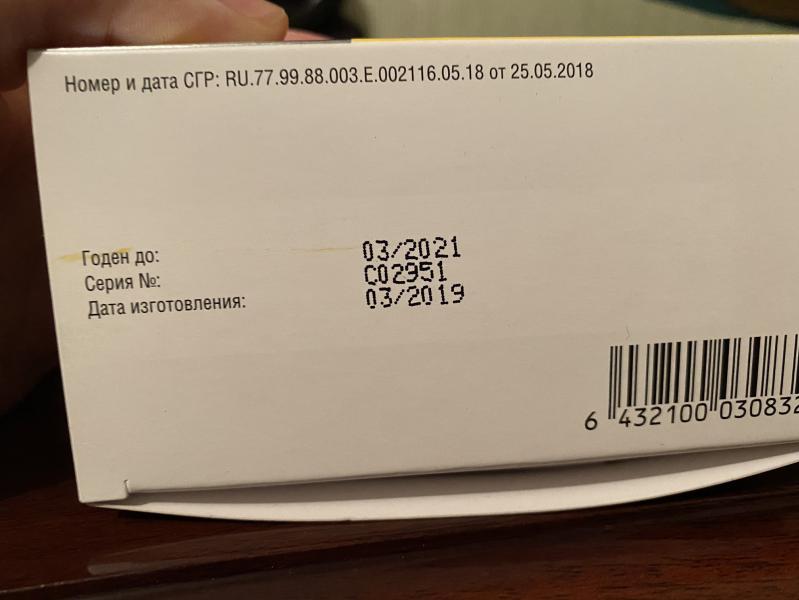 Номер и дата СГР: RU.77.99.88.003.Е.002116.05.18 от 25.05.2018
Годен до: 03/2021
Серия №: C02951
Дата изготовления: 03/2019
6 432100 030832